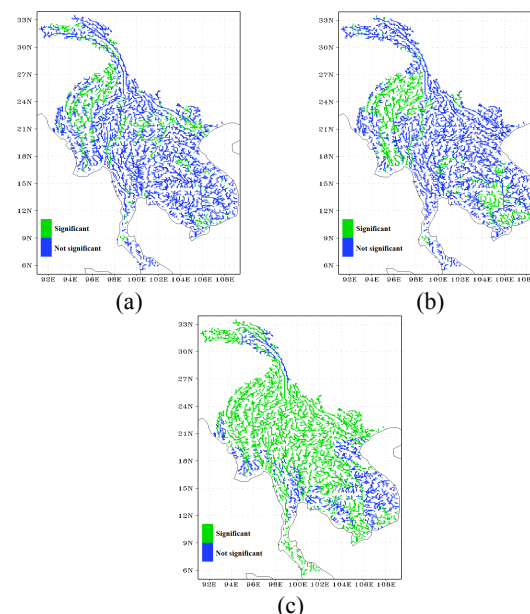 33N
30N
27N
24N
21N
18N
15N
12N
9N
6N
Significant
Not significant
92E 94E 96E 98E 100E 102E 104E 106E 108E
(a)
33N
30N
27N
24N
21N
18N
15N
12N
9N
6N
Significant
Not significant
92E 94E 96E 98E 100E 102E 104E 106E 108E
(b)
33N
30N
27N
24N
21N
18N
15N
12N
9N
6N
Significant
Not significant
92E 94E 96E 98E 100E 102E 104E 106E 108E
(c)